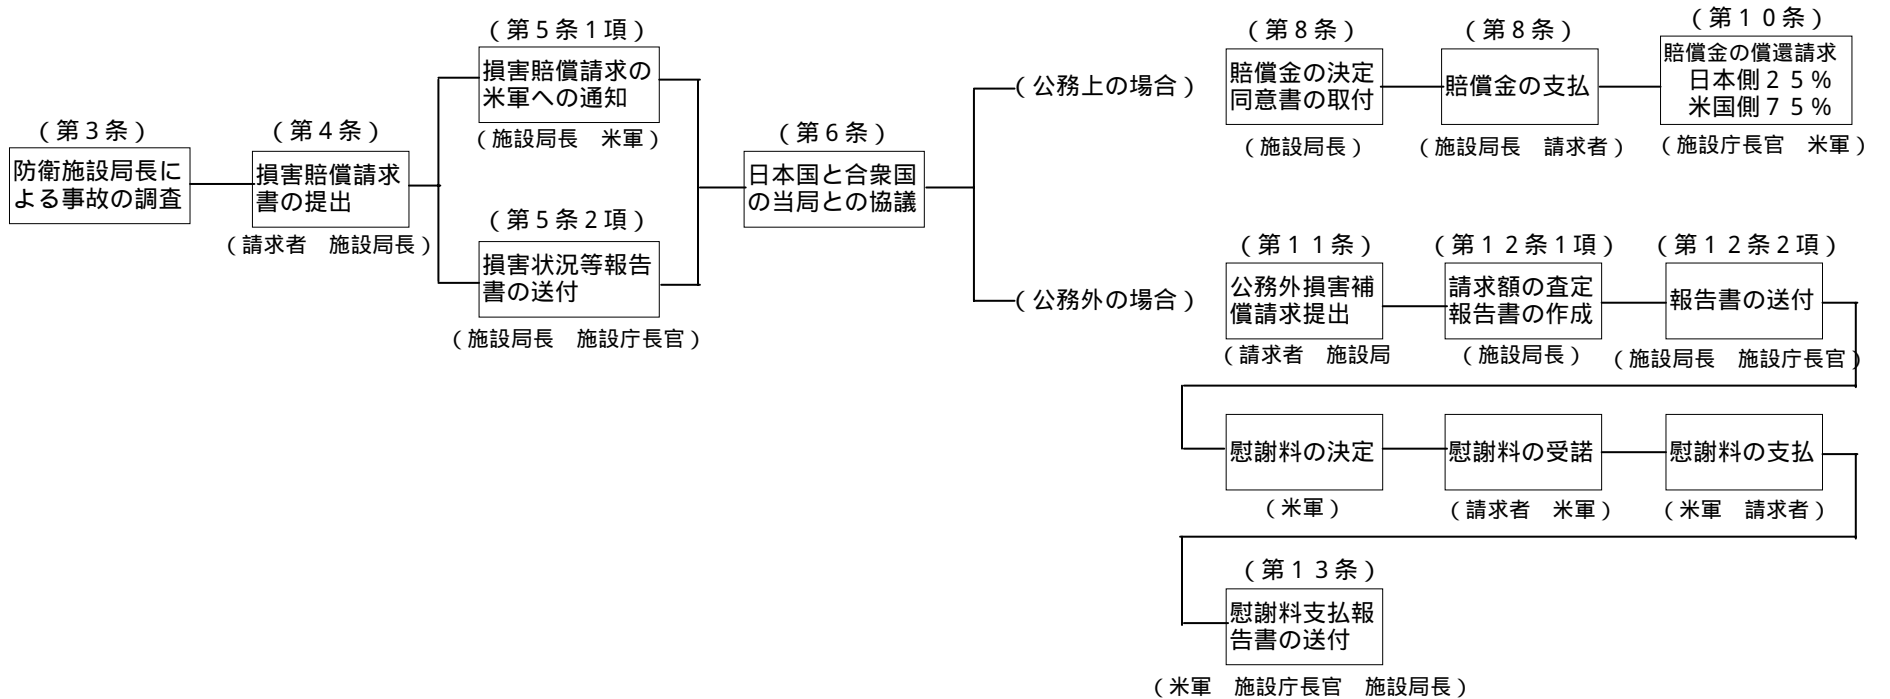 (第3条)
防衛施設局長に
よる事故の調査
(第4条)
損害賠償請求
書の提出
(請求者　施設局長)
(第5条1項)
損害賠償請求の
米軍への通知
(施設局長　米軍)
(第5条2項)
損害状況等報告
書の送付
(施設局長　施設庁長官)
(第6条)
日本国と合衆国
の当局との協議
(公務上の場合)
(第8条)
賠償金の決定
同意書の取付
(施設局長)
(第8条)
賠償金の支払
(施設局長　請求者)
(第10条)
賠償金の償還請求
日本側25%
米国側75%
(施設庁長官　米軍)
(公務外の場合)
(第11条)
公務外損害補
償請求提出
(請求者　施設局
(第12条1項)
請求額の査定
報告書の作成
(施設局長)
(第12条2項)
報告書の送付
(施設局長　施設庁長官)
慰謝料の決定
(米軍)
慰謝料の受諾
(請求者　米軍)
慰謝料の支払
(米軍　請求者)
(第13条)
慰謝料支払報
告書の送付
(米軍　施設庁長官　施設局長)